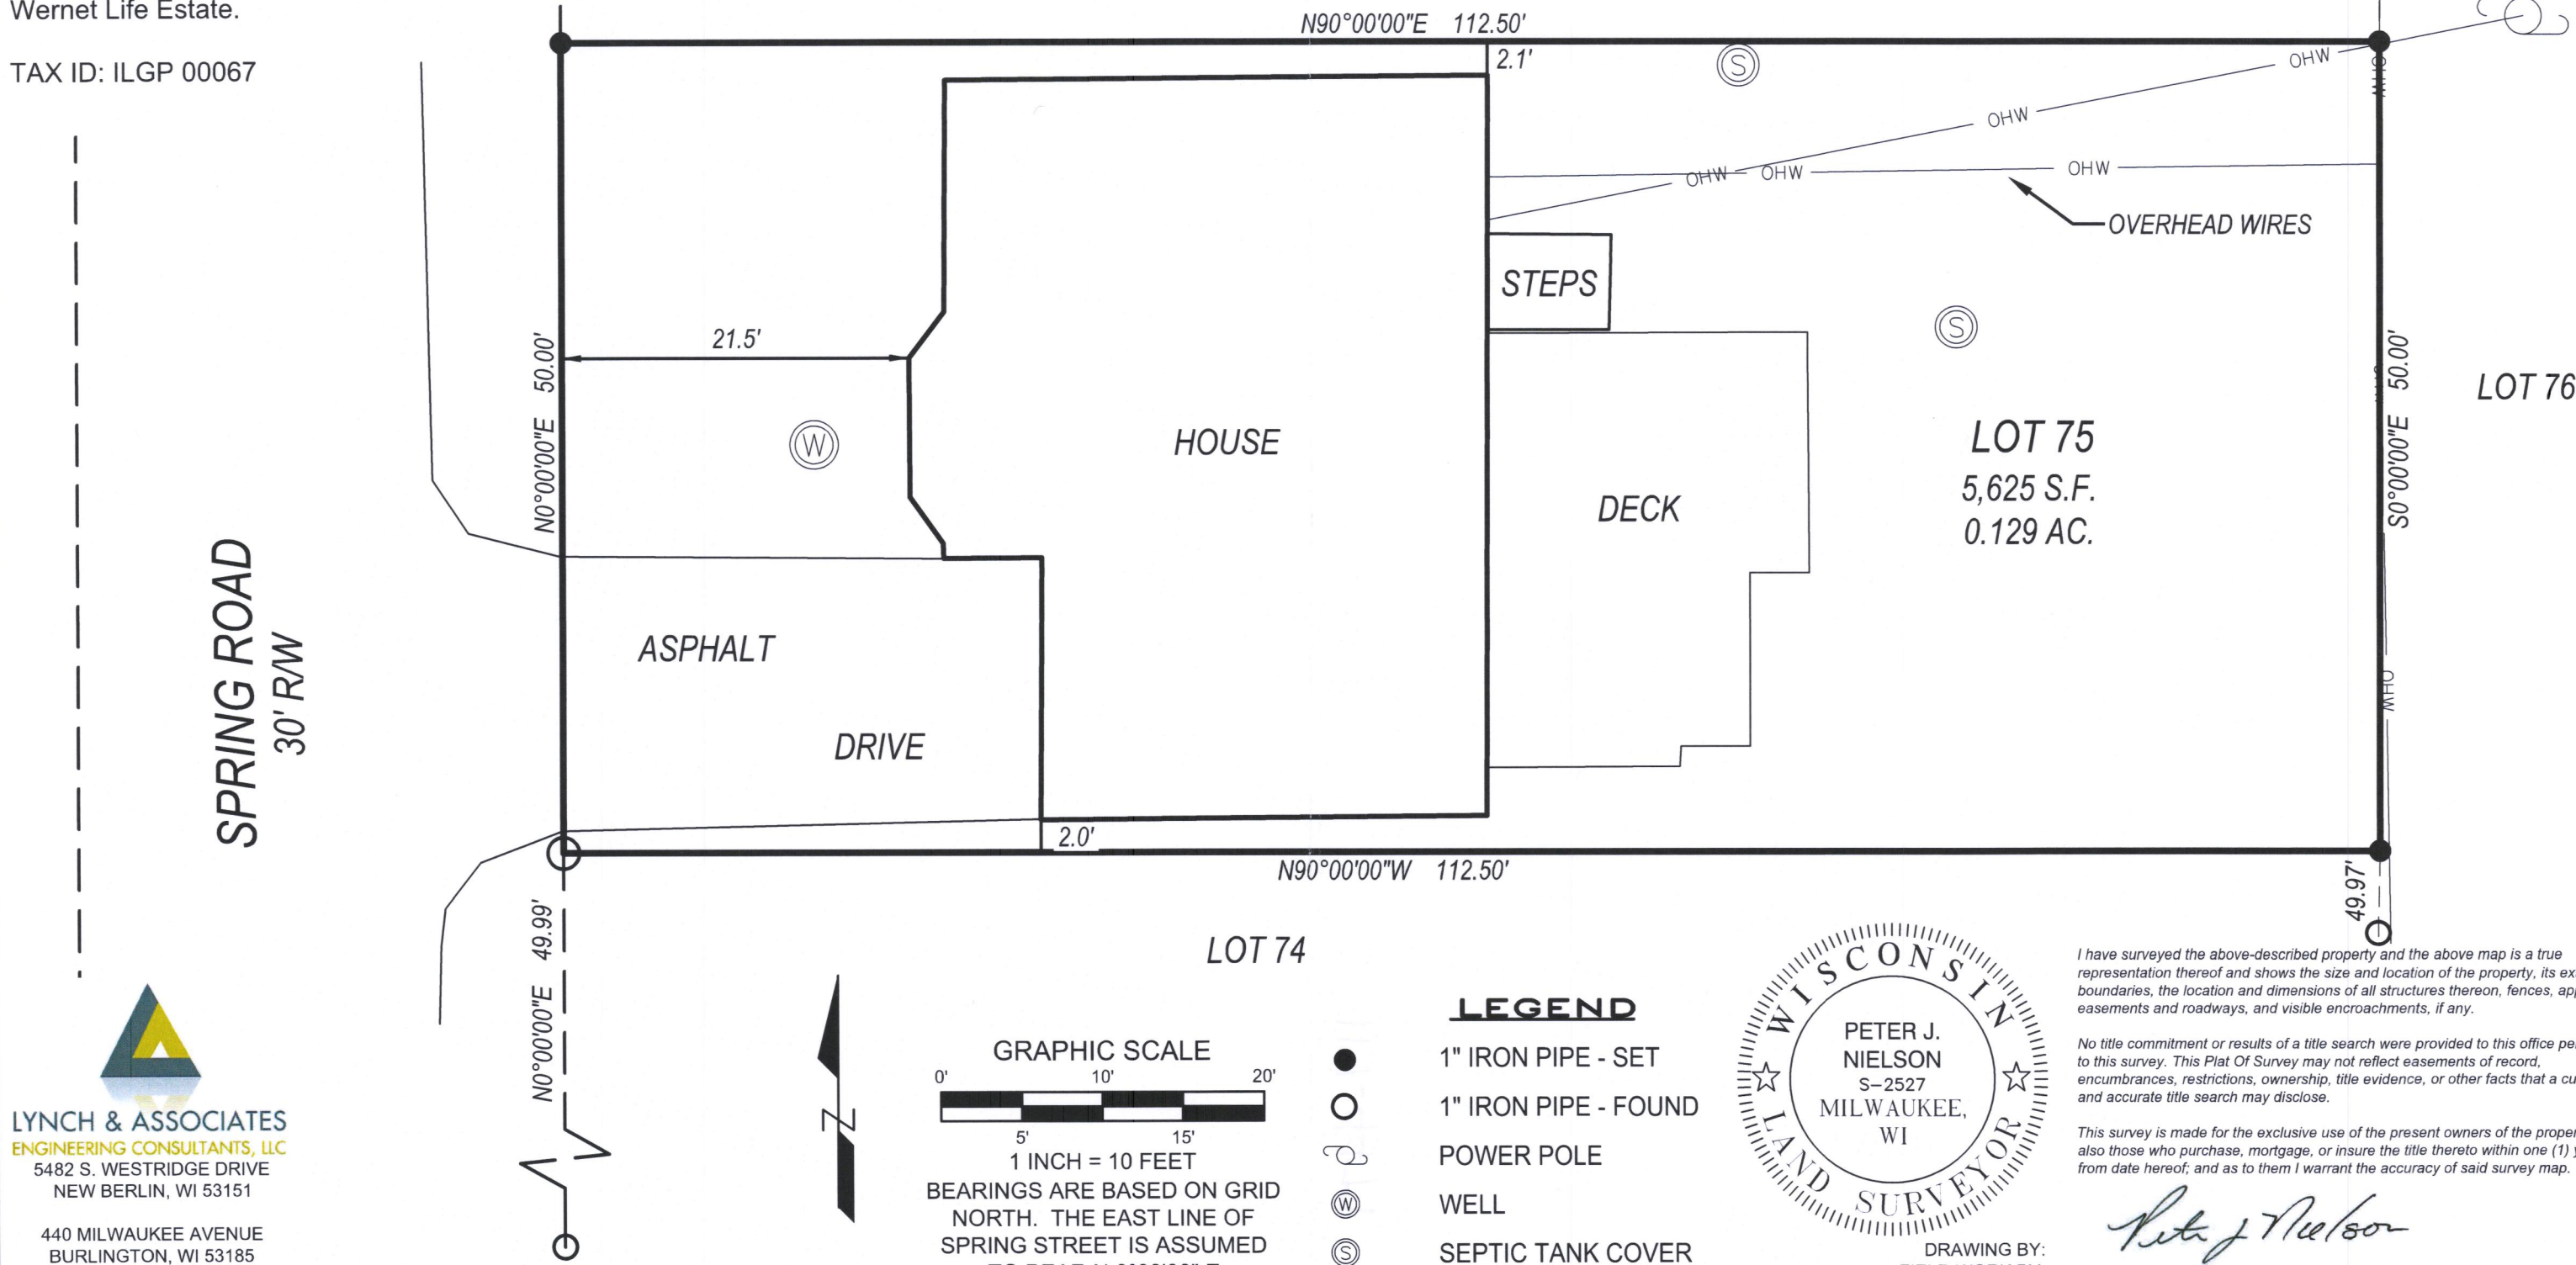 Wernet Life Estate.
TAX ID: ILGP 00067
N90°00'00"E 112.50'
2.1'
S
OHW
OHW
OHW
OHW
OHW
OHW
OVERHEAD WIRES
STEPS
S
21.5'
N0°00'00"E 50.00'
W
HOUSE
DECK
LOT 75
5,625 S.F.
0.129 AC.
S0°00'00"E 50.00'
LOT 76
OHW
SPRING ROAD
30' R/W
ASPHALT
DRIVE
2.0'
N90°00'00"W 112.50'
49.97'
N0°00'00"E 49.99'
LOT 74
N
LYNCH & ASSOCIATES
ENGINEERING CONSULTANTS, LLC
5482 S. WESTRIDGE DRIVE
NEW BERLIN, WI 53151
440 MILWAUKEE AVENUE
BURLINGTON, WI 53185
GRAPHIC SCALE
0' 10' 20'
5' 15'
1 INCH = 10 FEET
BEARINGS ARE BASED ON GRID
NORTH. THE EAST LINE OF
SPRING STREET IS ASSUMED
LEGEND
1" IRON PIPE - SET
1" IRON PIPE - FOUND
POWER POLE
W WELL
S SEPTIC TANK COVER
WISCONSIN
PETER J.
NIELSON
S-2527
MILWAUKEE,
WI
LAND SURVEYOR
I have surveyed the above-described property and the above map is a true
representation thereof and shows the size and location of the property, its ex
boundaries, the location and dimensions of all structures thereon, fences, app
easements and roadways, and visible encroachments, if any.
No title commitment or results of a title search were provided to this office pe
to this survey. This Plat Of Survey may not reflect easements of record,
encumbrances, restrictions, ownership, title evidence, or other facts that a cu
and accurate title search may disclose.
This survey is made for the exclusive use of the present owners of the proper
also those who purchase, mortgage, or insure the title thereto within one (1) y
from date hereof; and as to them I warrant the accuracy of said survey map.
Peter J Nielson
DRAWING BY: